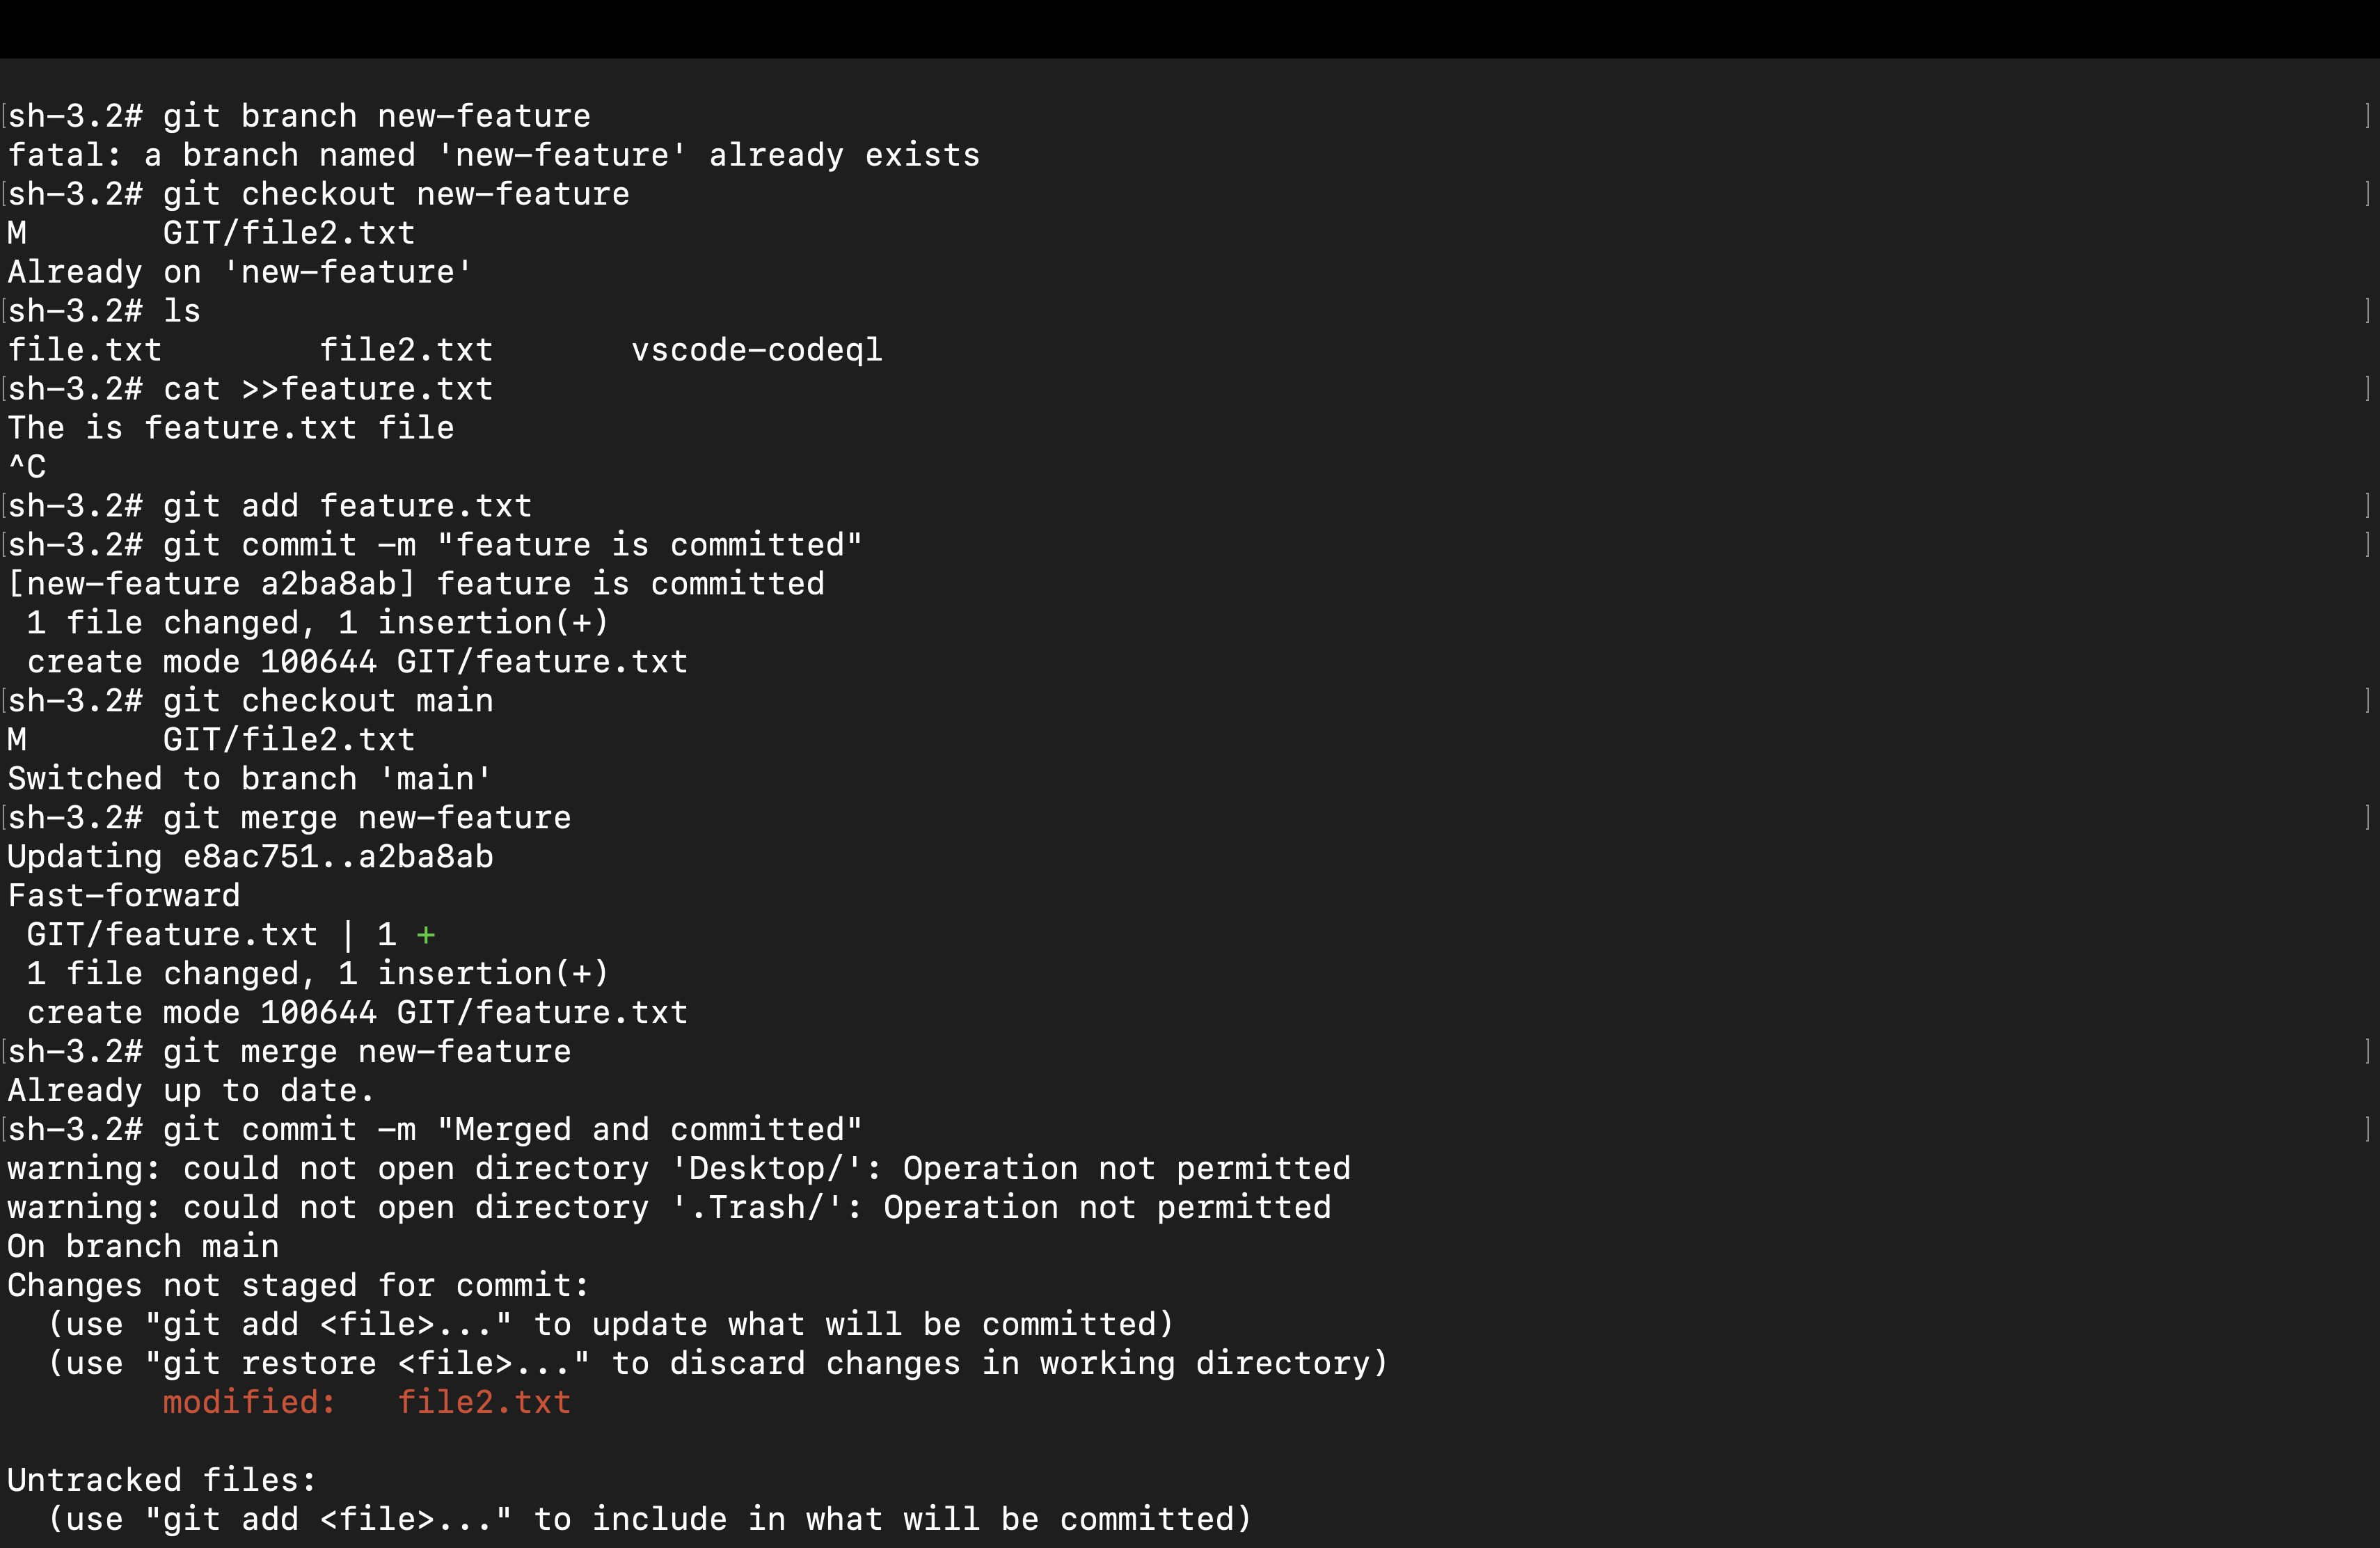 [sh-3.2# git branch new-feature ]
fatal: a branch named 'new-feature' already exists
[sh-3.2# git checkout new-feature ]
M       GIT/file2.txt
Already on 'new-feature'
[sh-3.2# ls ]
file.txt        file2.txt       vscode-codeql
[sh-3.2# cat >>feature.txt ]
The is feature.txt file
^C
[sh-3.2# git add feature.txt ]
[sh-3.2# git commit -m "feature is committed" ]
[new-feature a2ba8ab] feature is committed
 1 file changed, 1 insertion(+)
 create mode 100644 GIT/feature.txt
[sh-3.2# git checkout main ]
M       GIT/file2.txt
Switched to branch 'main'
[sh-3.2# git merge new-feature ]
Updating e8ac751..a2ba8ab
Fast-forward
 GIT/feature.txt | 1 +
 1 file changed, 1 insertion(+)
 create mode 100644 GIT/feature.txt
[sh-3.2# git merge new-feature ]
Already up to date.
[sh-3.2# git commit -m "Merged and committed" ]
warning: could not open directory 'Desktop/': Operation not permitted
warning: could not open directory '.Trash/': Operation not permitted
On branch main
Changes not staged for commit:
  (use "git add <file>..." to update what will be committed)
  (use "git restore <file>..." to discard changes in working directory)
        modified:   file2.txt
Untracked files:
  (use "git add <file>..." to include in what will be committed)